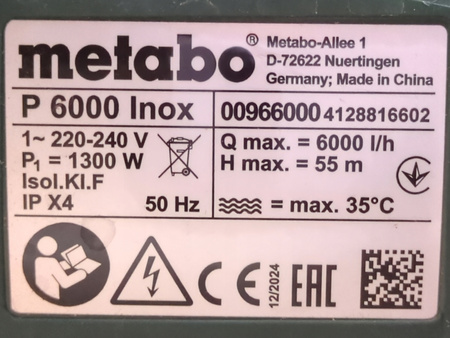 metabo®
Metabo-Allee 1
D-72622 Nuertingen
Germany; Made in China
P 6000 Inox
00966000 4128816602
1~ 220-240 V
P1 = 1300 W
Isol.Kl.F
IP X4
50 Hz
Q max. = 6000 l/h
H max. = 55 m
= max. 35°C
CE
12/2024
EAC